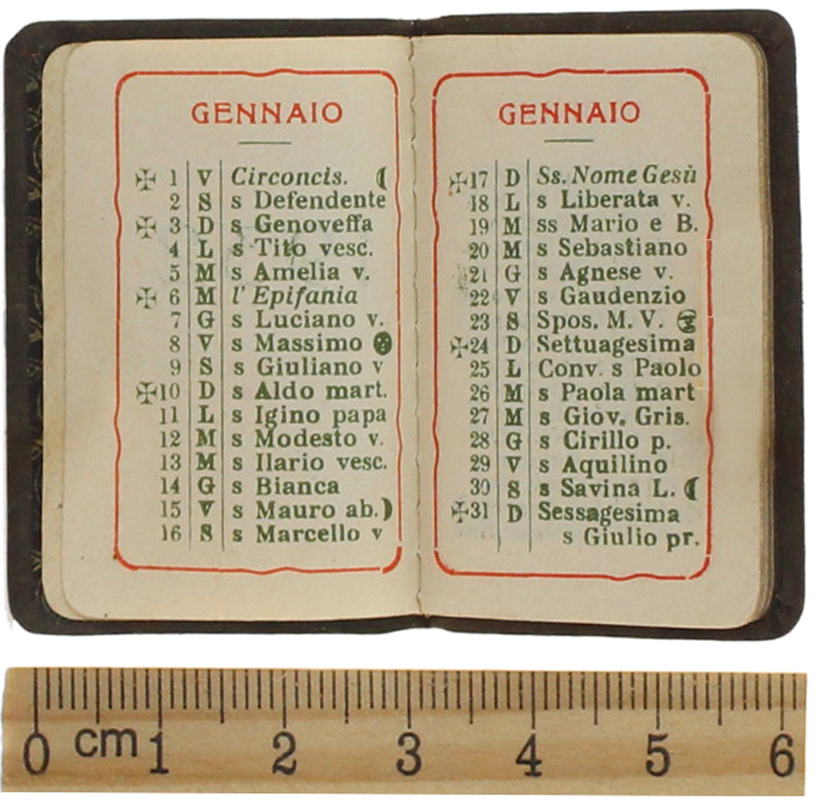 GENNAIO
✠ 1 V Circoncis. ☾
2 S s Defendente
✠ 3 D s Genoveffa
4 L s Tito vesc.
5 M s Amelia v.
✠ 6 M l' Epifania
7 G s Luciano v.
8 V s Massimo
9 S s Giuliano v
✠10 D s Aldo mart.
11 L s Igino papa
12 M s Modesto v.
13 M s Ilario vesc.
14 G s Bianca
15 V s Mauro ab. ☽
16 S s Marcello v
GENNAIO
✠17 D Ss. Nome Gesù
18 L s Liberata v.
19 M ss Mario e B.
20 M s Sebastiano
21 G s Agnese v.
22 V s Gaudenzio
23 S Spos. M. V.
✠24 D Settuagesima
25 L Conv. s Paolo
26 M s Paola mart
27 M s Giov. Gris.
28 G s Cirillo p.
29 V s Aquilino
30 S s Savina L. ☾
✠31 D Sessagesima
s Giulio pr.
0 cm 1 2 3 4 5 6